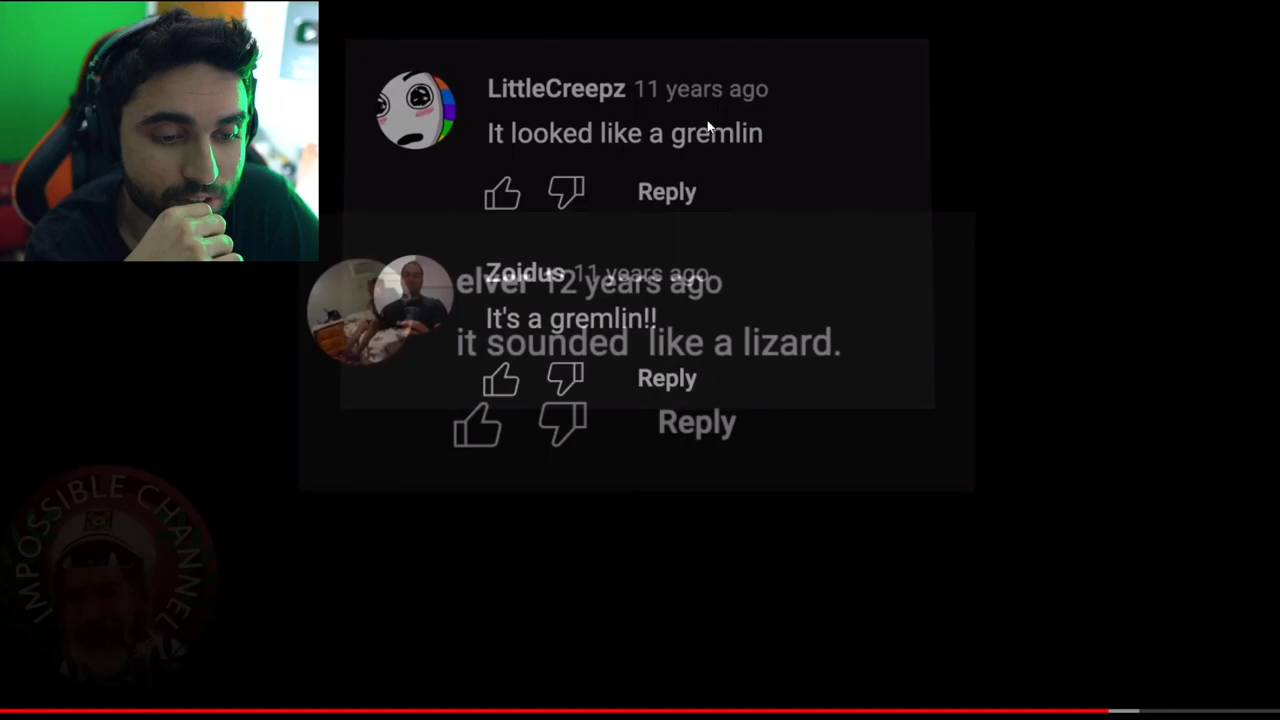 LittleCreepz 11 years ago
It looked like a gremlin
Reply
Zoidus 11 years ago
elver 12 years ago
It's a gremlin!!
it sounded like a lizard.
Reply
Reply
IMPOSSIBLE CHANNEL